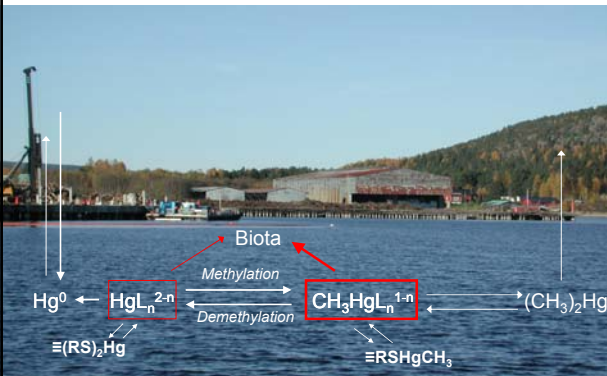 Biota
Methylation
Hg⁰ HgLₙ²⁻ⁿ CH₃HgLₙ¹⁻ⁿ (CH₃)₂Hg
Demethylation
≡(RS)₂Hg ≡RSHgCH₃